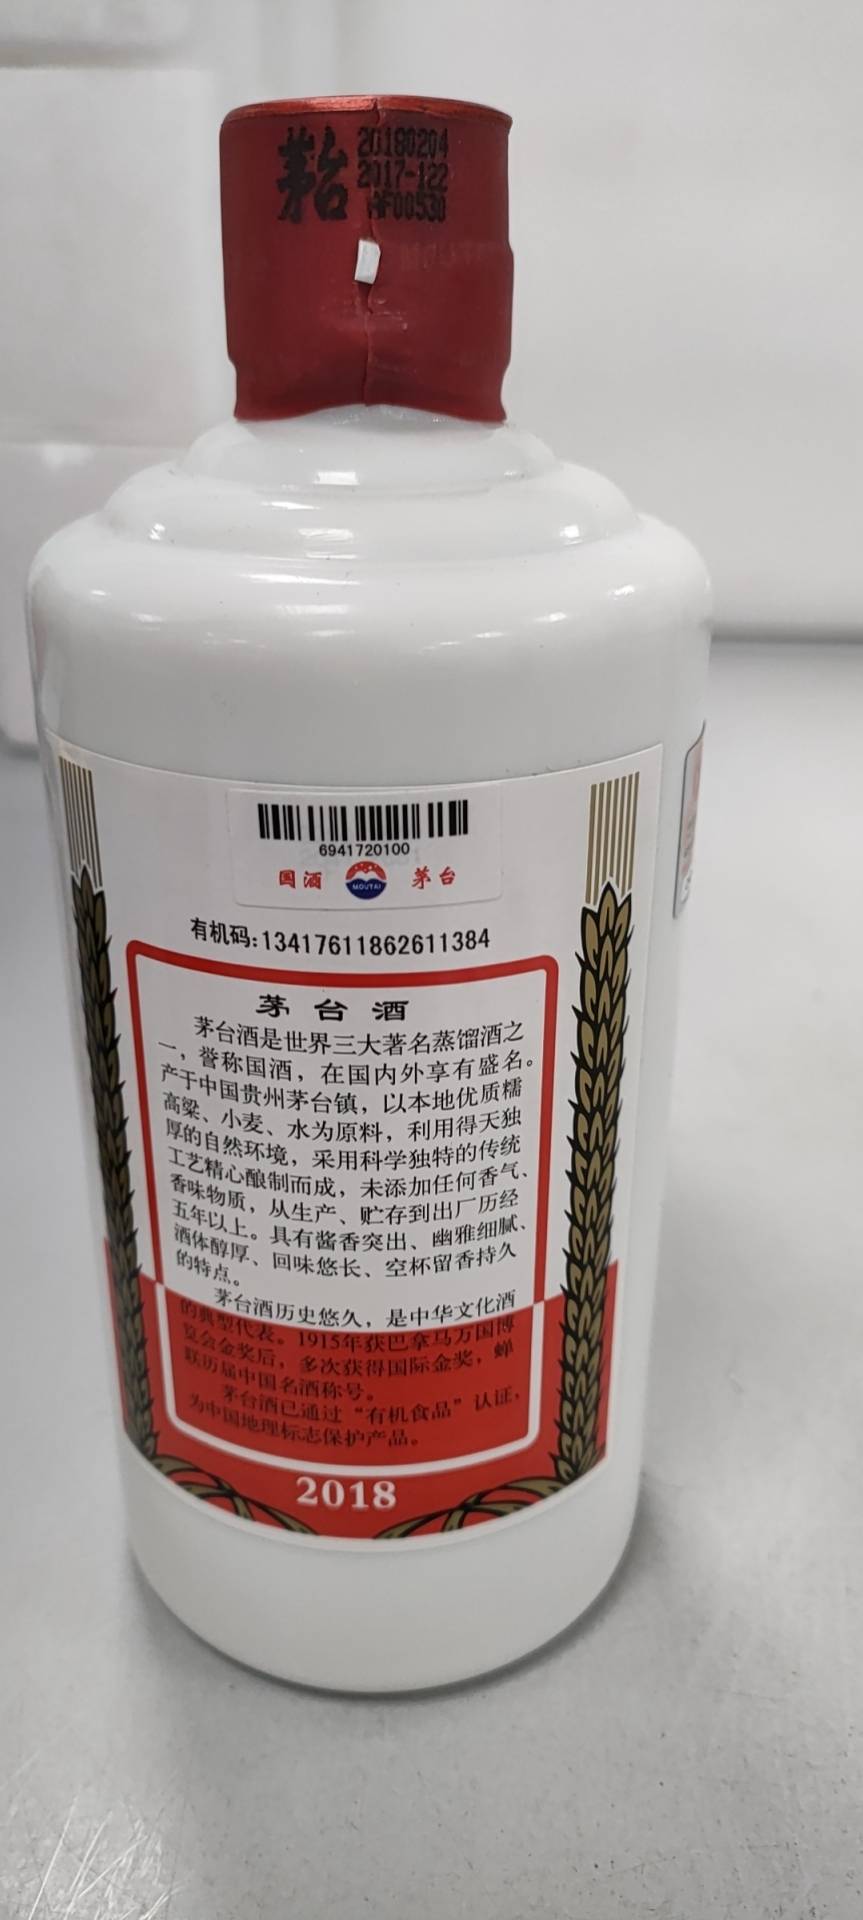 茅台
20180204
2017-122
AF00530
6941720100
国酒 MOUTAI 茅台
有机码:13417611862611384
茅台酒
茅台酒是世界三大著名蒸馏酒之
一，誉称国酒，在国内外享有盛名。
产于中国贵州茅台镇，以本地优质糯
高粱、小麦、水为原料，利用得天独
厚的自然环境，采用科学独特的传统
工艺精心酿制而成，未添加任何香气、
香味物质，从生产、贮存到出厂历经
五年以上。具有酱香突出、幽雅细腻、
酒体醇厚、回味悠长、空杯留香持久
的特点。
茅台酒历史悠久，是中华文化酒
的典型代表。1915年获巴拿马万国博
览会金奖后，多次获得国际金奖，蝉
联历届中国名酒称号。
茅台酒已通过“有机食品”认证，
为中国地理标志保护产品。
2018